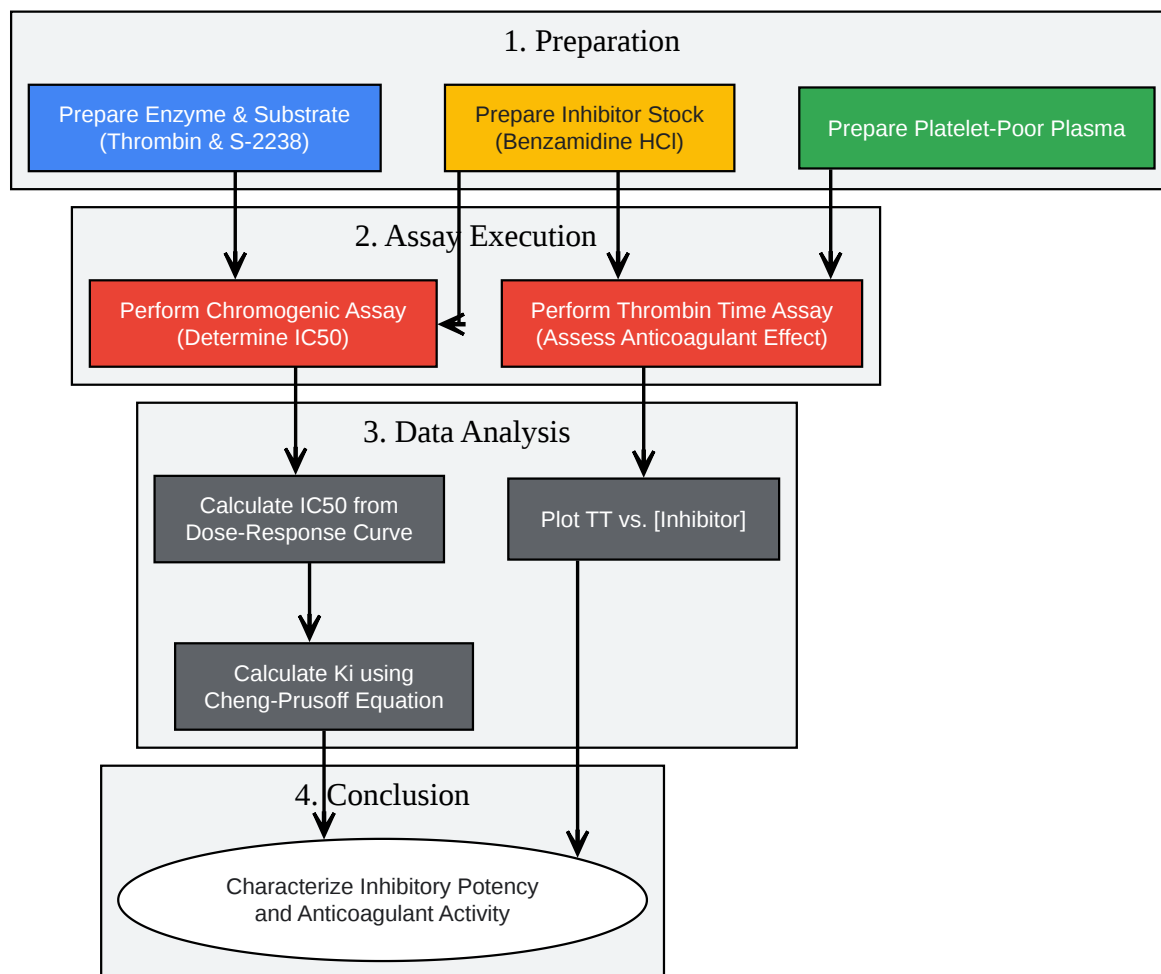 1. Preparation
Prepare Enzyme & Substrate
(Thrombin & S-2238)
Prepare Inhibitor Stock
(Benzamidine HCl)
Prepare Platelet-Poor Plasma
2. Assay Execution
Perform Chromogenic Assay
(Determine IC50)
Perform Thrombin Time Assay
(Assess Anticoagulant Effect)
3. Data Analysis
Calculate IC50 from
Dose-Response Curve
Plot TT vs. [Inhibitor]
Calculate Ki using
Cheng-Prusoff Equation
4. Conclusion
Characterize Inhibitory Potency
and Anticoagulant Activity